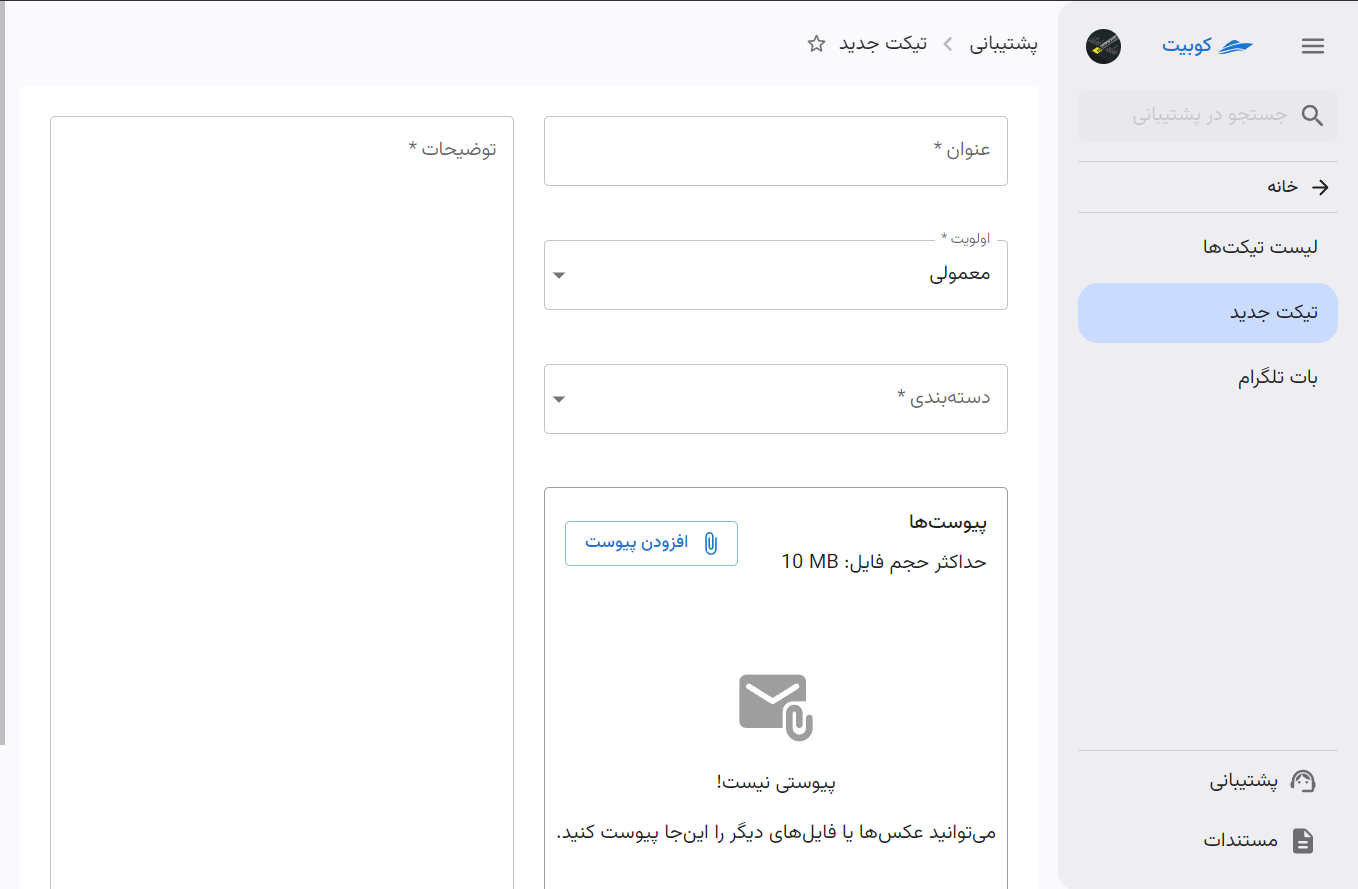 کوبیت
جستجو در پشتیبانی
خانه
لیست تیکت‌ها
تیکت جدید
بات تلگرام
پشتیبانی
مستندات
پشتیبانی
تیکت جدید
عنوان *
اولویت *
معمولی
دسته‌بندی *
پیوست‌ها
حداکثر حجم فایل: 10 MB
افزودن پیوست
پیوستی نیست!
می‌توانید عکس‌ها یا فایل‌های دیگر را این‌جا پیوست کنید.
توضیحات *